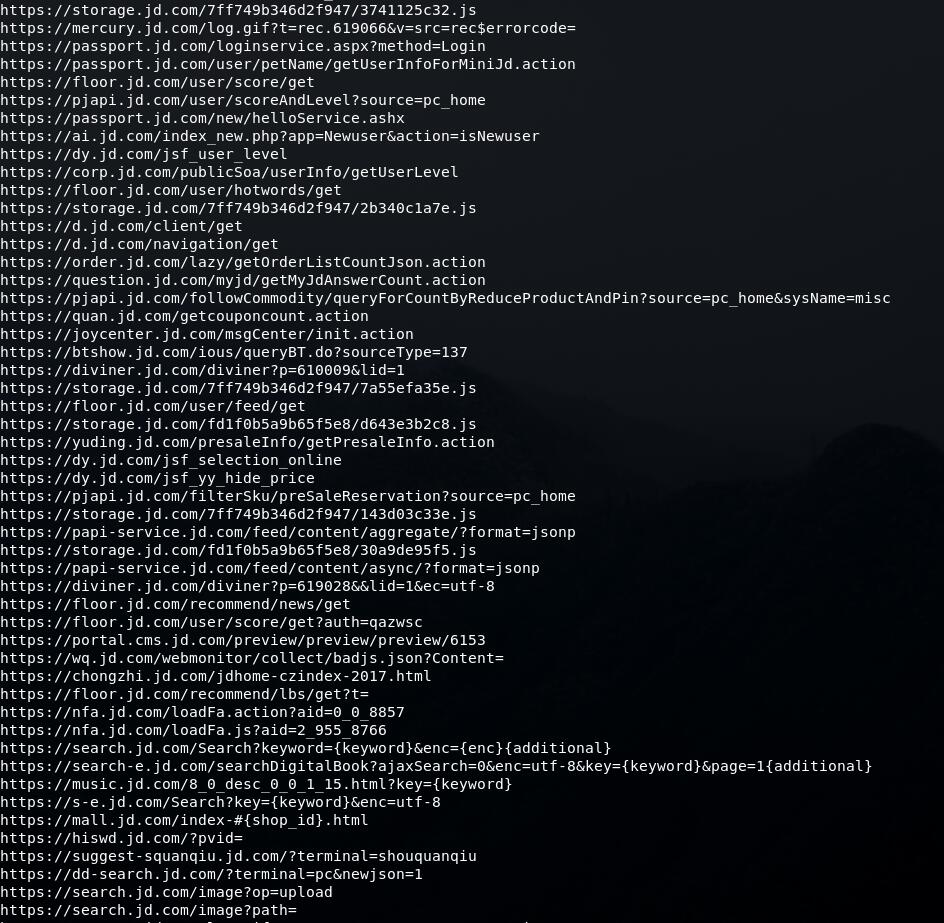 https://storage.jd.com/7ff749b346d2f947/3741125c32.js
https://mercury.jd.com/log.gif?t=rec.619066&v=src=rec$errorcode=
https://passport.jd.com/loginservice.aspx?method=Login
https://passport.jd.com/user/petName/getUserInfoForMiniJd.action
https://floor.jd.com/user/score/get
https://pjapi.jd.com/user/scoreAndLevel?source=pc_home
https://passport.jd.com/new/helloService.ashx
https://ai.jd.com/index_new.php?app=Newuser&action=isNewuser
https://dy.jd.com/jsf_user_level
https://corp.jd.com/publicSoa/userInfo/getUserLevel
https://floor.jd.com/user/hotwords/get
https://storage.jd.com/7ff749b346d2f947/2b340c1a7e.js
https://d.jd.com/client/get
https://d.jd.com/navigation/get
https://order.jd.com/lazy/getOrderListCountJson.action
https://question.jd.com/myjd/getMyJdAnswerCount.action
https://pjapi.jd.com/followCommodity/queryForCountByReduceProductAndPin?source=pc_home&sysName=misc
https://quan.jd.com/getcouponcount.action
https://joycenter.jd.com/msgCenter/init.action
https://btshow.jd.com/ious/queryBT.do?sourceType=137
https://diviner.jd.com/diviner?p=610009&lid=1
https://storage.jd.com/7ff749b346d2f947/7a55efa35e.js
https://floor.jd.com/user/feed/get
https://storage.jd.com/fd1f0b5a9b65f5e8/d643e3b2c8.js
https://yuding.jd.com/presaleInfo/getPresaleInfo.action
https://dy.jd.com/jsf_selection_online
https://dy.jd.com/jsf_yy_hide_price
https://pjapi.jd.com/filterSku/preSaleReservation?source=pc_home
https://storage.jd.com/7ff749b346d2f947/143d03c33e.js
https://papi-service.jd.com/feed/content/aggregate/?format=jsonp
https://storage.jd.com/fd1f0b5a9b65f5e8/30a9de95f5.js
https://papi-service.jd.com/feed/content/async/?format=jsonp
https://diviner.jd.com/diviner?p=619028&&lid=1&ec=utf-8
https://floor.jd.com/recommend/news/get
https://floor.jd.com/user/score/get?auth=qazwsc
https://portal.cms.jd.com/preview/preview/preview/6153
https://wq.jd.com/webmonitor/collect/badjs.json?Content=
https://chongzhi.jd.com/jdhome-czindex-2017.html
https://floor.jd.com/recommend/lbs/get?t=
https://nfa.jd.com/loadFa.action?aid=0_0_8857
https://nfa.jd.com/loadFa.js?aid=2_955_8766
https://search.jd.com/Search?keyword={keyword}&enc={enc}{additional}
https://search-e.jd.com/searchDigitalBook?ajaxSearch=0&enc=utf-8&key={keyword}&page=1{additional}
https://music.jd.com/8_0_desc_0_0_1_15.html?key={keyword}
https://s-e.jd.com/Search?key={keyword}&enc=utf-8
https://mall.jd.com/index-#{shop_id}.html
https://hiswd.jd.com/?pvid=
https://suggest-squanqiu.jd.com/?terminal=shouquanqiu
https://dd-search.jd.com/?terminal=pc&newjson=1
https://search.jd.com/image?op=upload
https://search.jd.com/image?path=